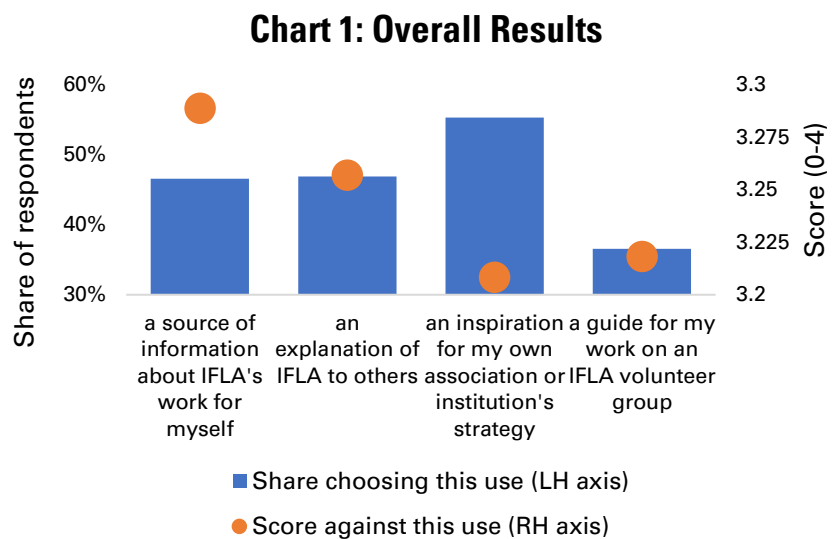 Chart 1: Overall Results
Share of respondents
60%
50%
40%
30%
3.3
3.275
3.25
3.225
3.2
Score (0-4)
a source of
information
about IFLA's
work for
myself
an
explanation of
IFLA to others
an inspiration
for my own
association or
institution's
strategy
a guide for my
work on an
IFLA volunteer
group
Share choosing this use (LH axis)
Score against this use (RH axis)